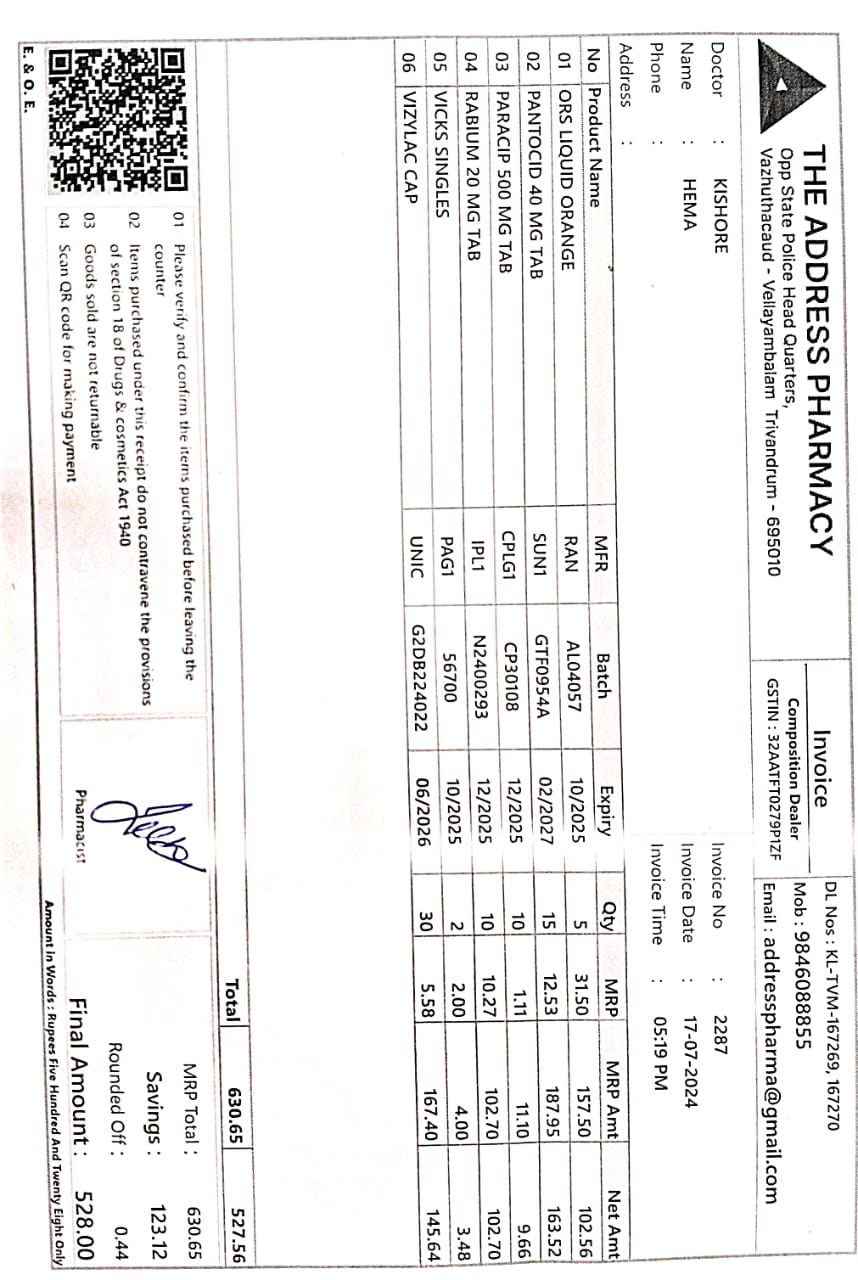 THE ADDRESS PHARMACY
Opp State Police Head Quarters,
Vazhuthacaud - Vellayambalam Trivandrum - 695010
Invoice
Composition Dealer
GSTIN : 32AATFT0279P1ZF
DL Nos : KL-TVM-167269, 167270
Mob : 9846088855
Email : addresspharma@gmail.com
Doctor : KISHORE
Name : HEMA
Phone :
Address :
Invoice No : 2287
Invoice Date : 17-07-2024
Invoice Time : 05:19 PM
No Product Name MFR Batch Expiry Qty MRP MRP Amt Net Amt
01 ORS LIQUID ORANGE RAN AL04057 10/2025 5 31.50 157.50 102.56
02 PANTOCID 40 MG TAB SUN1 GTF0954A 02/2027 15 12.53 187.95 163.52
03 PARACIP 500 MG TAB CPLG1 CP30108 12/2025 10 1.11 11.10 9.66
04 RABIUM 20 MG TAB IPL1 N2400293 12/2025 10 10.27 102.70 102.70
05 VICKS SINGLES PAG1 56700 10/2025 2 2.00 4.00 3.48
06 VIZYLAC CAP UNIC G2DB224022 06/2026 30 5.58 167.40 145.64
Total 630.65 527.56
01 Please verify and confirm the items purchased before leaving the
counter
02 Items purchased under this receipt do not contravene the provisions
of section 18 of Drugs & cosmetics Act 1940
03 Goods sold are not returnable
04 Scan QR code for making payment
Pharmacist
MRP Total : 630.65
Savings : 123.12
Rounded Off : 0.44
Final Amount : 528.00
Amount in Words : Rupees Five Hundred And Twenty Eight Only
E. & O. E.